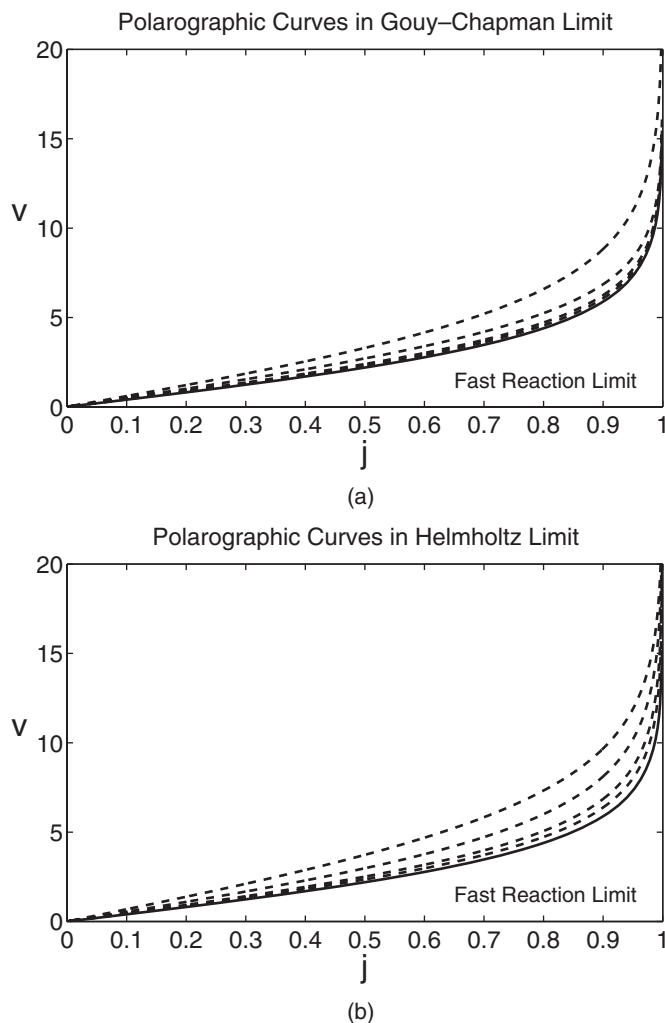 Polarographic Curves in Gouy–Chapman Limit
20
15
10
5
0
v
Fast Reaction Limit
0 0.1 0.2 0.3 0.4 0.5 0.6 0.7 0.8 0.9 1
j
(a)
Polarographic Curves in Helmholtz Limit
20
15
10
5
0
v
Fast Reaction Limit
0 0.1 0.2 0.3 0.4 0.5 0.6 0.7 0.8 0.9 1
j
(b)